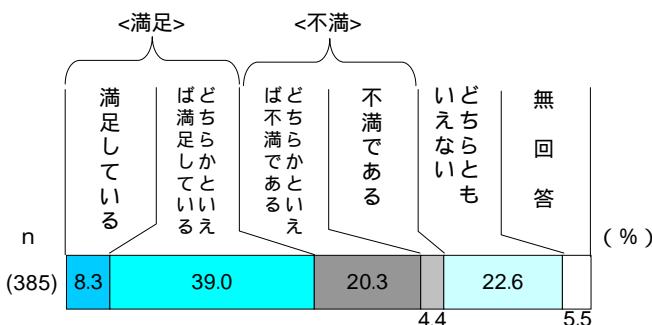 <満足>
<不満>
満足している
どちらかといえ
ば満足している
どちらかといえ
ば不満である
不満である
どちらとも
いえない
無回答
n
(%)
(385)
8.3
39.0
20.3
4.4
22.6
5.5